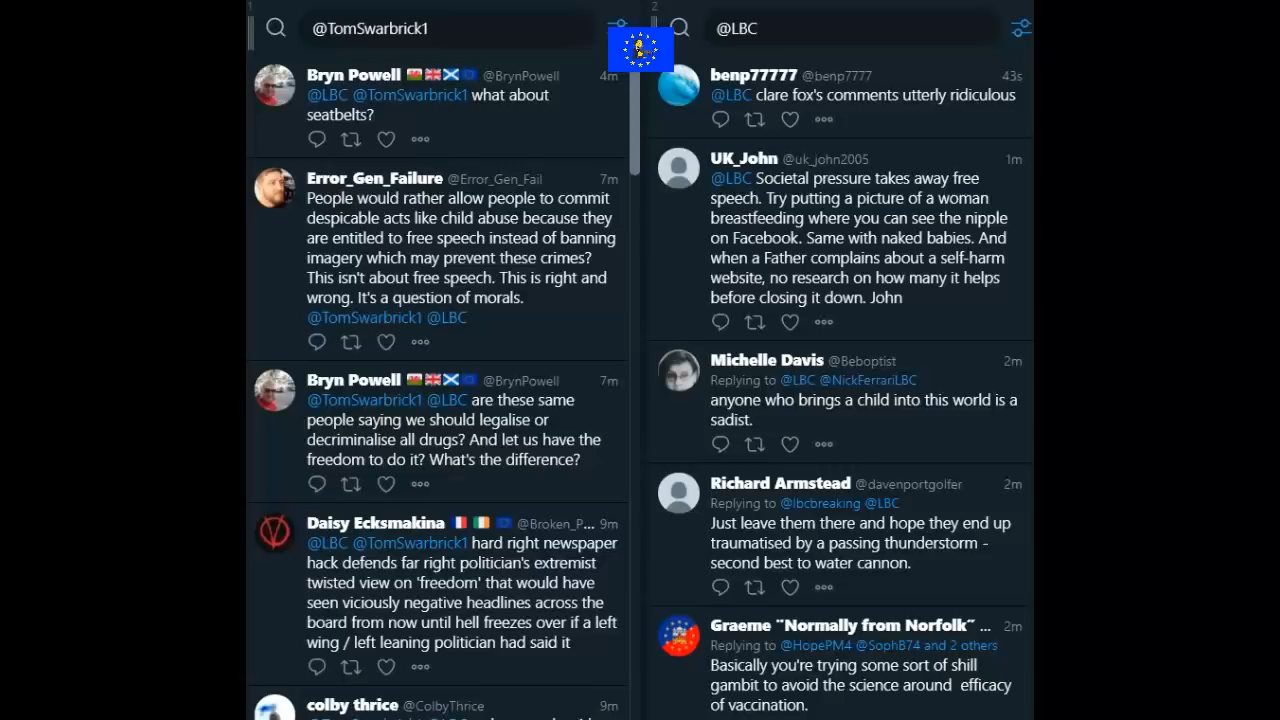 1
@TomSwarbrick1
Bryn Powell @BrynPowell 4m
@LBC @TomSwarbrick1 what about
seatbelts?
Error_Gen_Failure @Error_Gen_Fail 7m
People would rather allow people to commit
despicable acts like child abuse because they
are entitled to free speech instead of banning
imagery which may prevent these crimes?
This isn't about free speech. This is right and
wrong. It's a question of morals.
@TomSwarbrick1 @LBC
Bryn Powell @BrynPowell 7m
@TomSwarbrick1 @LBC are these same
people saying we should legalise or
decriminalise all drugs? And let us have the
freedom to do it? What's the difference?
Daisy Ecksmakina @Broken_P... 9m
@LBC @TomSwarbrick1 hard right newspaper
hack defends far right politician's extremist
twisted view on 'freedom' that would have
seen viciously negative headlines across the
board from now until hell freezes over if a left
wing / left leaning politician had said it
colby thrice @ColbyThrice 9m
2
@LBC
benp77777 @benp7777 43s
@LBC clare fox's comments utterly ridiculous
UK_John @uk_john2005 1m
@LBC Societal pressure takes away free
speech. Try putting a picture of a woman
breastfeeding where you can see the nipple
on Facebook. Same with naked babies. And
when a Father complains about a self-harm
website, no research on how many it helps
before closing it down. John
Michelle Davis @Beboptist 2m
Replying to @LBC @NickFerrariLBC
anyone who brings a child into this world is a
sadist.
Richard Armstead @davenportgolfer 2m
Replying to @lbcbreaking @LBC
Just leave them there and hope they end up
traumatised by a passing thunderstorm -
second best to water cannon.
Graeme "Normally from Norfolk" ... 2m
Replying to @HopePM4 @SophB74 and 2 others
Basically you're trying some sort of shill
gambit to avoid the science around efficacy
of vaccination.